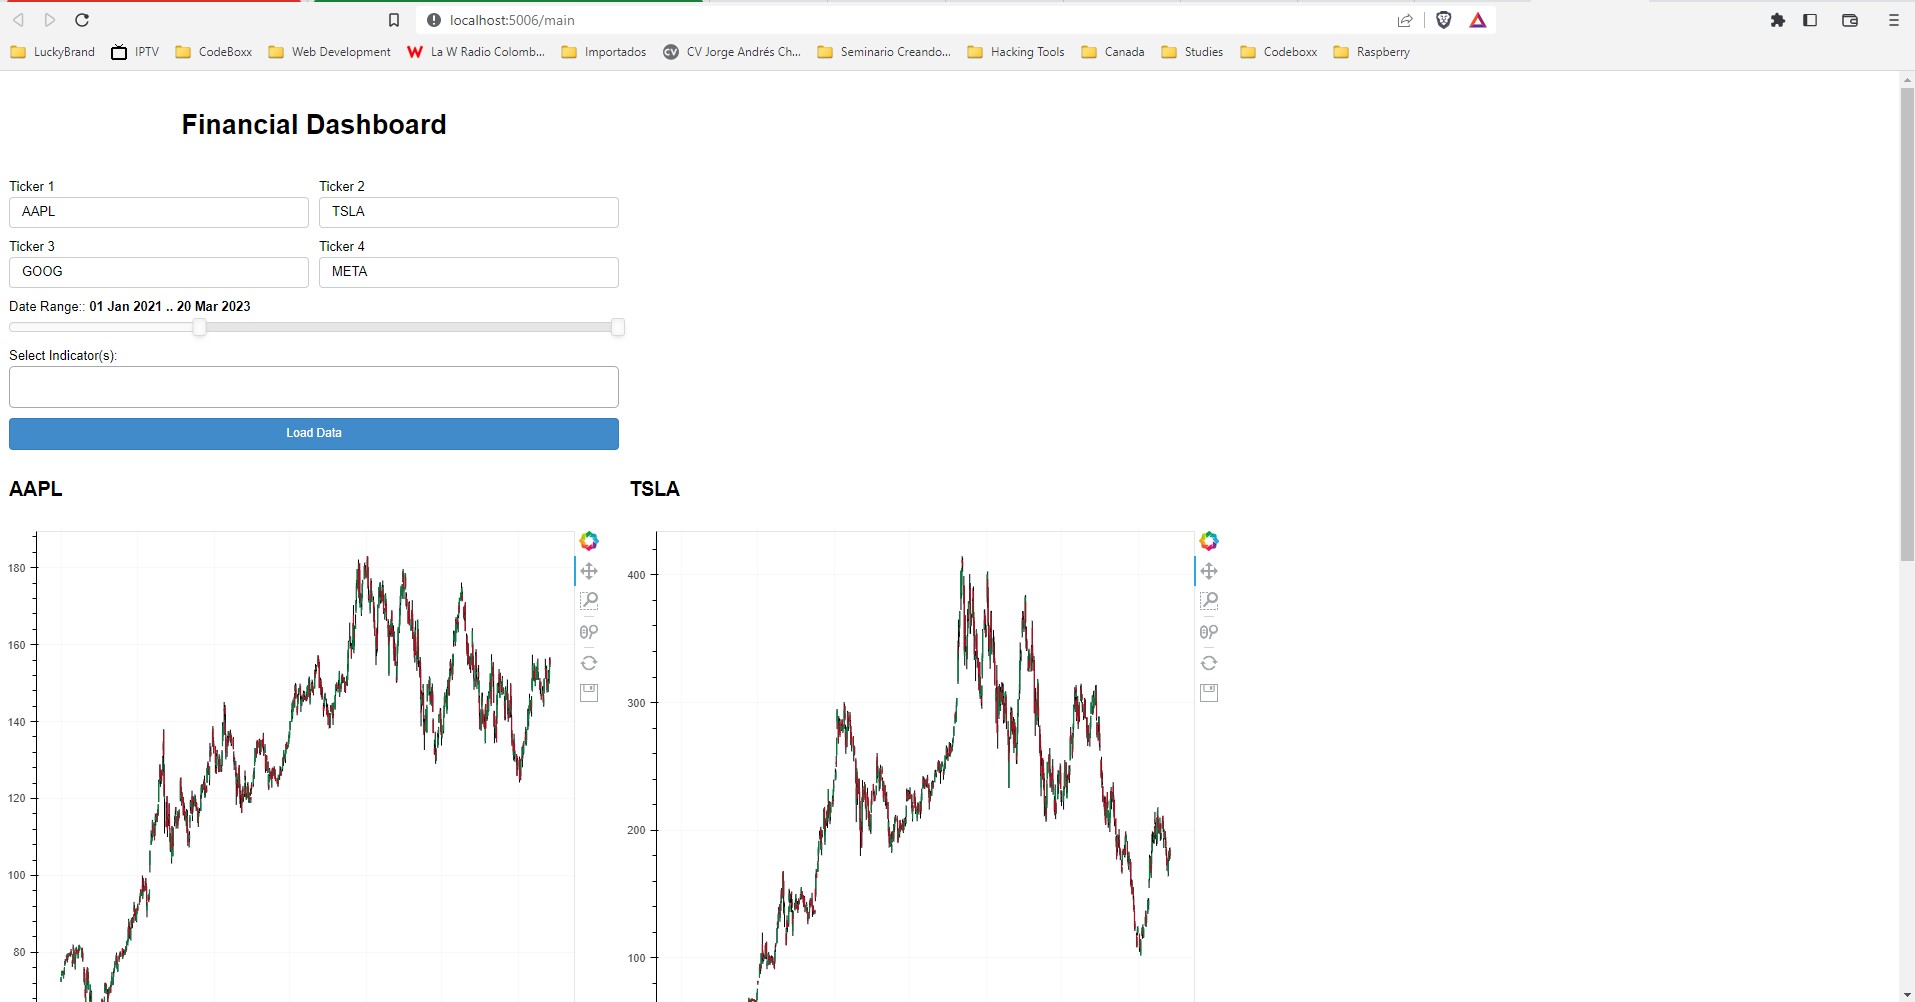 localhost:5006/main
LuckyBrand IPTV CodeBoxx Web Development La W Radio Colomb... Importados CV CV Jorge Andrés Ch... Seminario Creando... Hacking Tools Canada Studies Codeboxx Raspberry
Financial Dashboard
Ticker 1 Ticker 2
AAPL TSLA
Ticker 3 Ticker 4
GOOG META
Date Range:: 01 Jan 2021 .. 20 Mar 2023
Select Indicator(s):
Load Data
AAPL TSLA
180
160
140
120
100
80
400
300
200
100